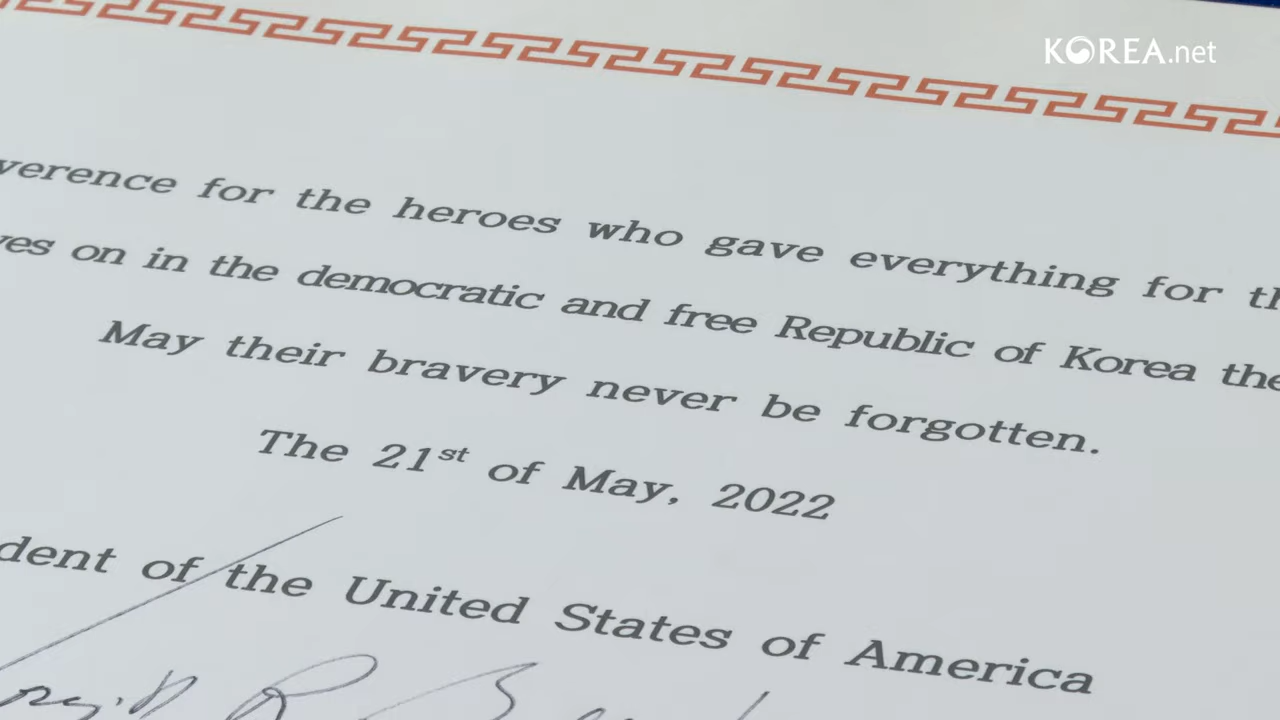 KOREA.net
verence for the heroes who gave everything for th
ves on in the democratic and free Republic of Korea the
May their bravery never be forgotten.
The 21st of May, 2022
dent of the United States of America